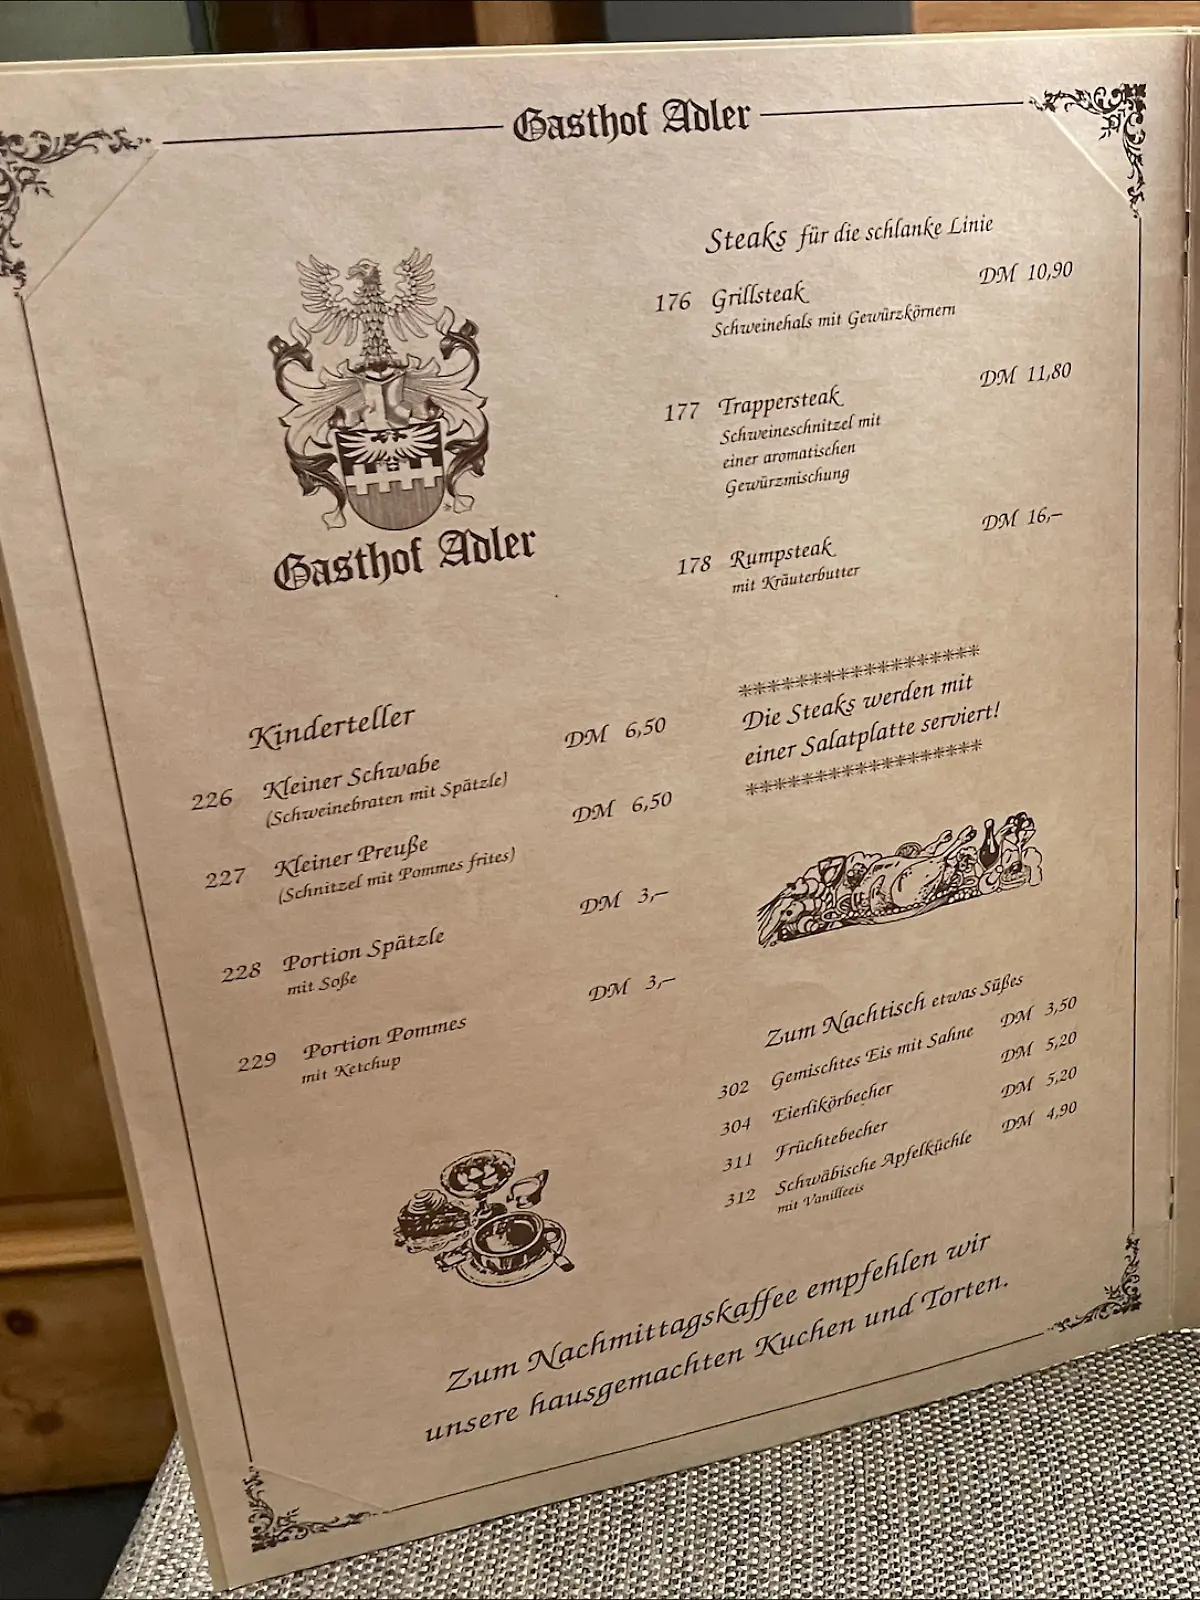 Gasthof Adler
Gasthof Adler
Steaks für die schlanke Linie
176 Grillsteak DM 10,90
Schweinehals mit Gewürzkörnern
177 Trappersteak DM 11,80
Schweineschnitzel mit
einer aromatischen
Gewürzmischung
178 Rumpsteak DM 16,–
mit Kräuterbutter
******************
Die Steaks werden mit
einer Salatplatte serviert!
******************
Kinderteller
226 Kleiner Schwabe DM 6,50
(Schweinebraten mit Spätzle)
227 Kleiner Preuße DM 6,50
(Schnitzel mit Pommes frites)
228 Portion Spätzle DM 3,–
mit Soße
229 Portion Pommes DM 3,–
mit Ketchup
Zum Nachtisch etwas Süßes
302 Gemischtes Eis mit Sahne DM 3,50
304 Eierlikörbecher DM 5,20
311 Früchtebecher DM 5,20
312 Schwäbische Apfelküchle DM 4,90
mit Vanilleeis
Zum Nachmittagskaffee empfehlen wir
unsere hausgemachten Kuchen und Torten.